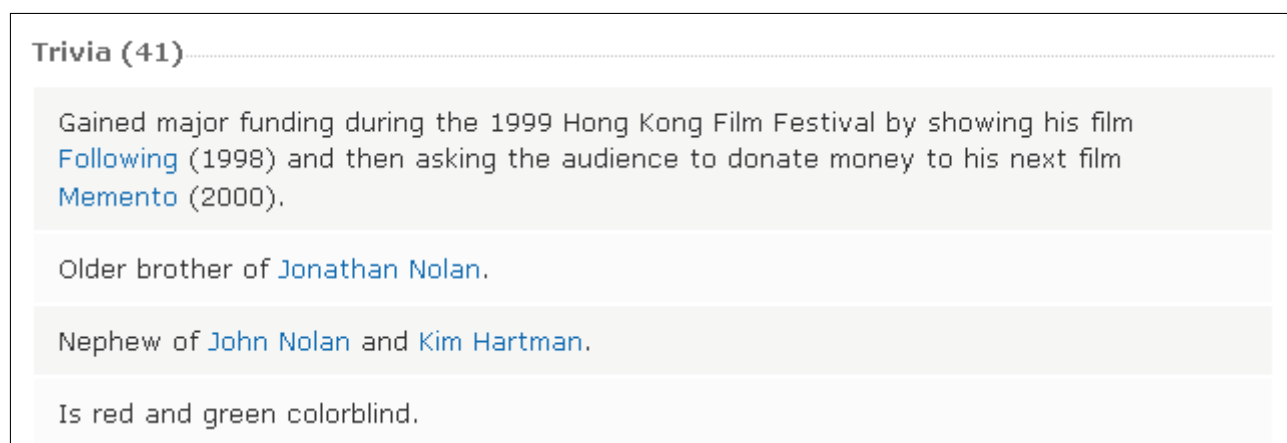 Trivia (41)
Gained major funding during the 1999 Hong Kong Film Festival by showing his film
Following (1998) and then asking the audience to donate money to his next film
Memento (2000).
Older brother of Jonathan Nolan.
Nephew of John Nolan and Kim Hartman.
Is red and green colorblind.